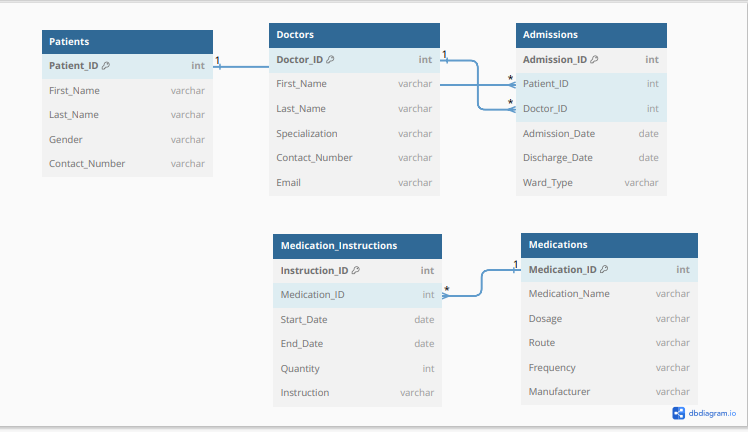 Patients
Patient_ID int
First_Name varchar
Last_Name varchar
Gender varchar
Contact_Number varchar
1
Doctors
Doctor_ID int
First_Name varchar
Last_Name varchar
Specialization varchar
Contact_Number varchar
Email varchar
1
*
*
Admissions
Admission_ID int
Patient_ID int
Doctor_ID int
Admission_Date date
Discharge_Date date
Ward_Type varchar
Medication_Instructions
Instruction_ID int
Medication_ID int
Start_Date date
End_Date date
Quantity int
Instruction varchar
*
1
Medications
Medication_ID int
Medication_Name varchar
Dosage varchar
Route varchar
Frequency varchar
Manufacturer varchar
dbdiagram.io